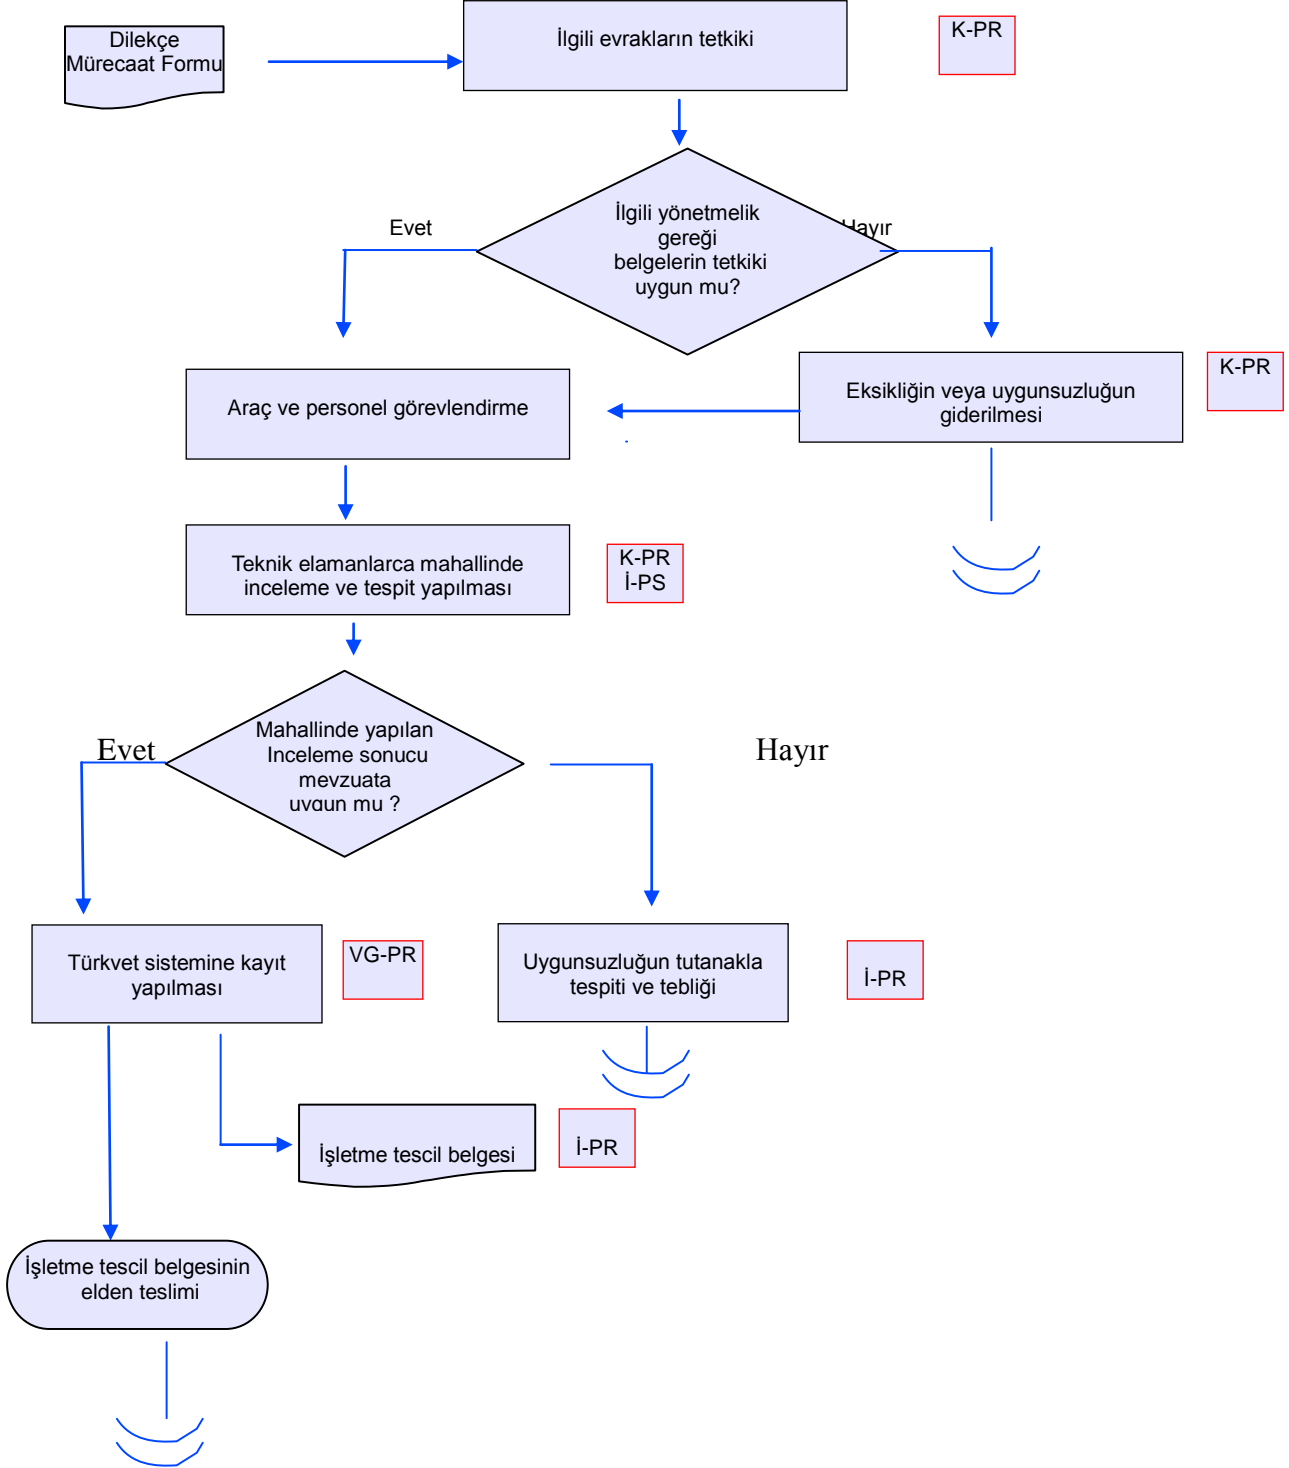 Dilekçe
Mürecaat Formu
İlgili evrakların tetkiki
K-PR
İlgili yönetmelik
gereği
belgelerin tetkiki
uygun mu?
Evet
Hayır
Araç ve personel görevlendirme
Eksikliğin veya uygunsuzluğun
giderilmesi
K-PR
Teknik elamanlarca mahallinde
inceleme ve tespit yapılması
K-PR
İ-PS
Mahallinde yapılan
Inceleme sonucu
mevzuata
uygun mu ?
Evet
Hayır
Türkvet sistemine kayıt
yapılması
VG-PR
Uygunsuzluğun tutanakla
tespiti ve tebliği
İ-PR
İşletme tescil belgesi
İ-PR
İşletme tescil belgesinin
elden teslimi